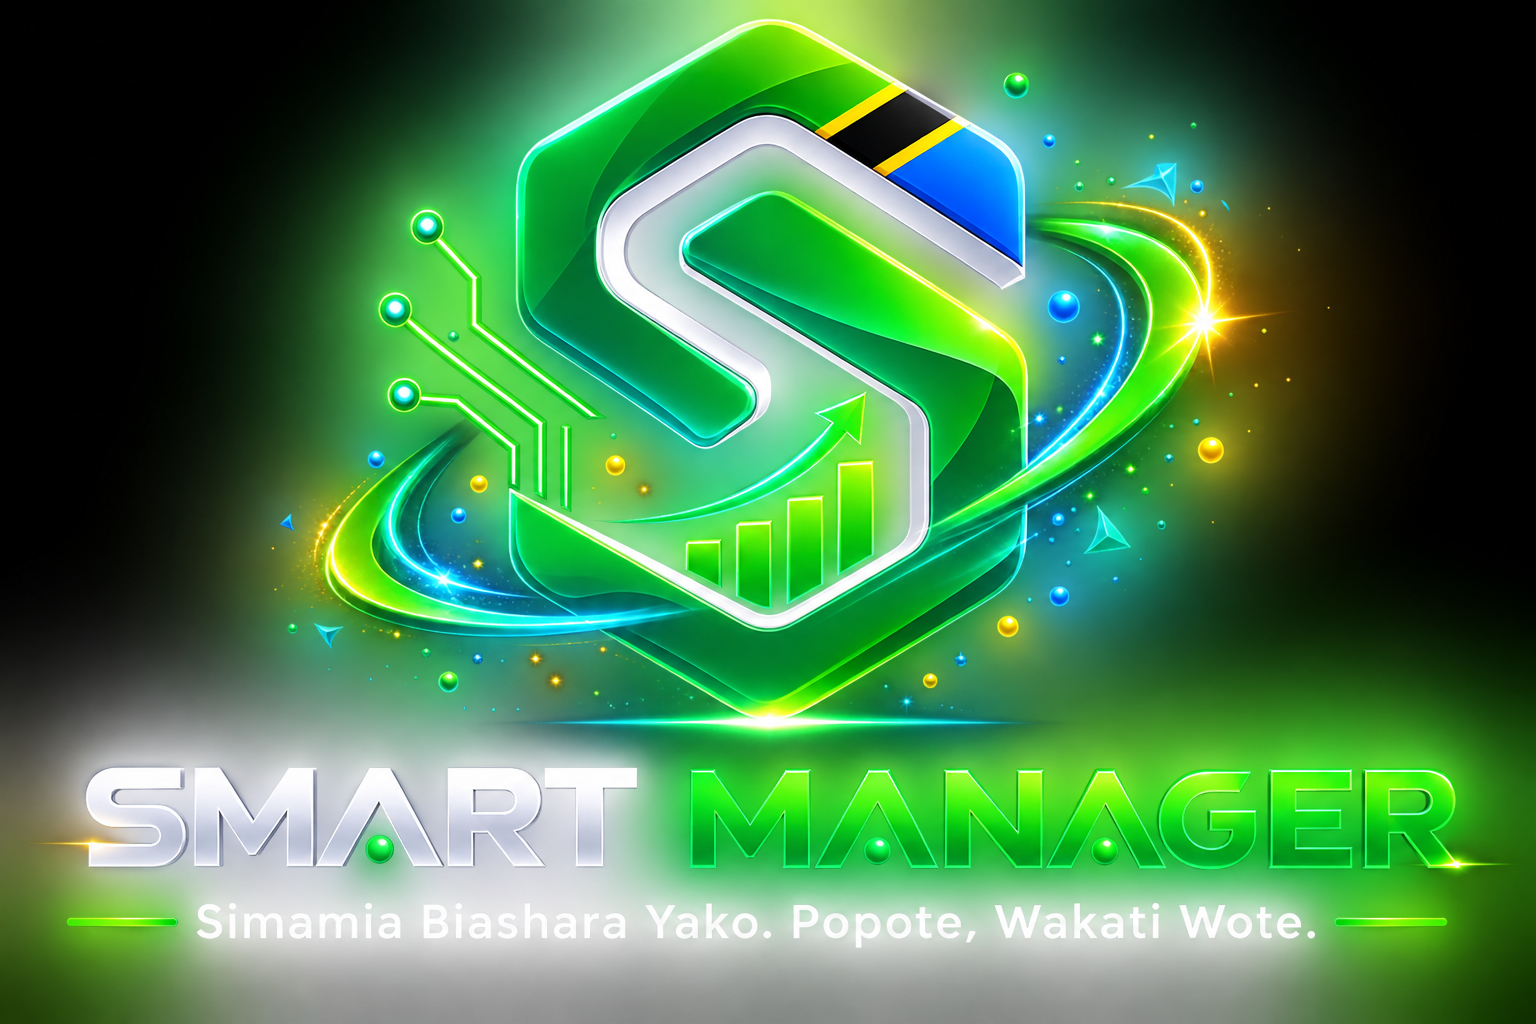 SMART MANAGER
Simamia Biashara Yako. Popote, Wakati Wote.